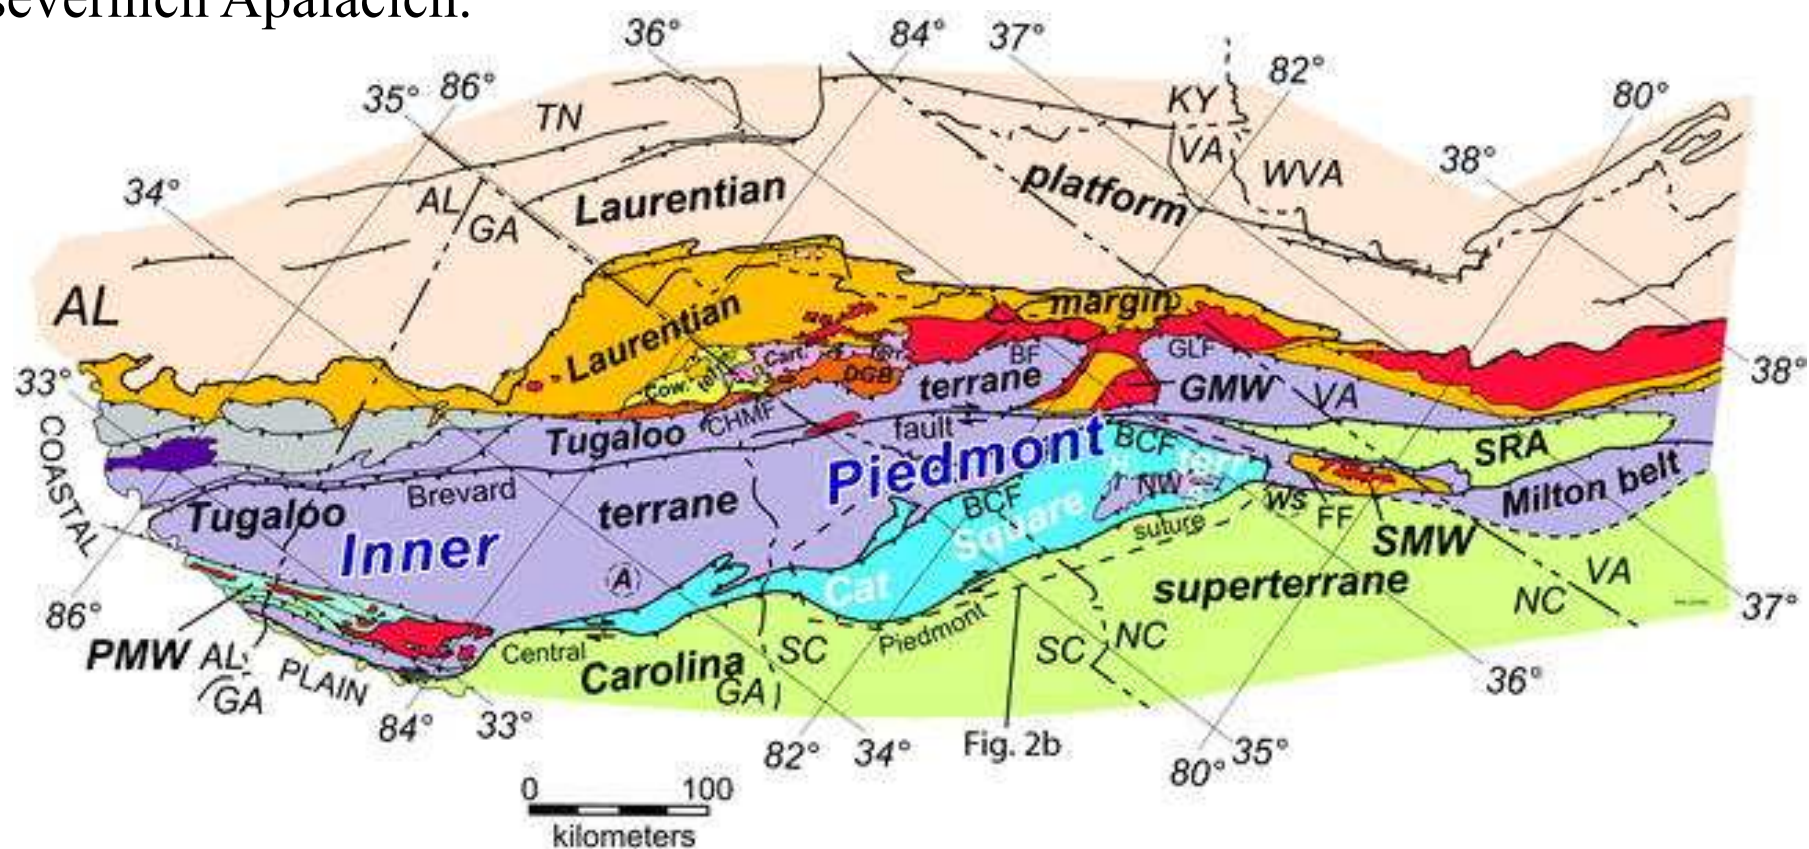 severních Apalačích.
36°
84°
37°
82°
80°
35°
86°
TN
KY
VA
WVA
38°
34°
AL
GA
Laurentian
platform
AL
Laurentian
margin
33°
Cow.
Cart.
DGB
BF
GLF
terrane
GMW
VA
38°
COASTAL
Tugaloo
CHMF
fault
Piedmont
BCF
terr
SRA
Brevard
Tugaloo
terrane
BCF
NW
Milton belt
Inner
Square
suture
WS
FF
SMW
A
Cat
superterrane
VA
NC
86°
37°
PMW
AL
GA
PLAIN
Central
Carolina
GA
SC
Piedmont
SC
NC
36°
84°
33°
82°
34°
Fig. 2b
80°
35°
0 100
kilometers